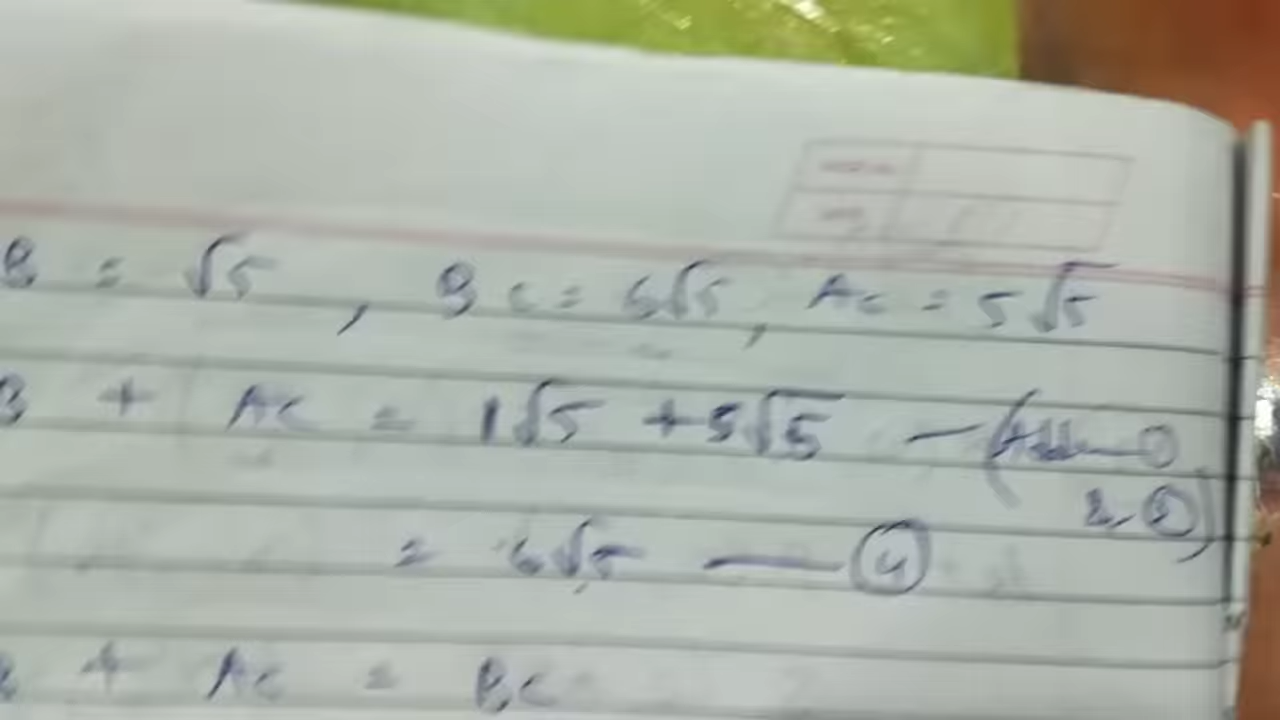 B = √5 , BC = 6√5, AC = 5√5
B + AC = 1√5 + 5√5 — (Add ①
& ②)
= 6√5 — ④
B + AC = BC